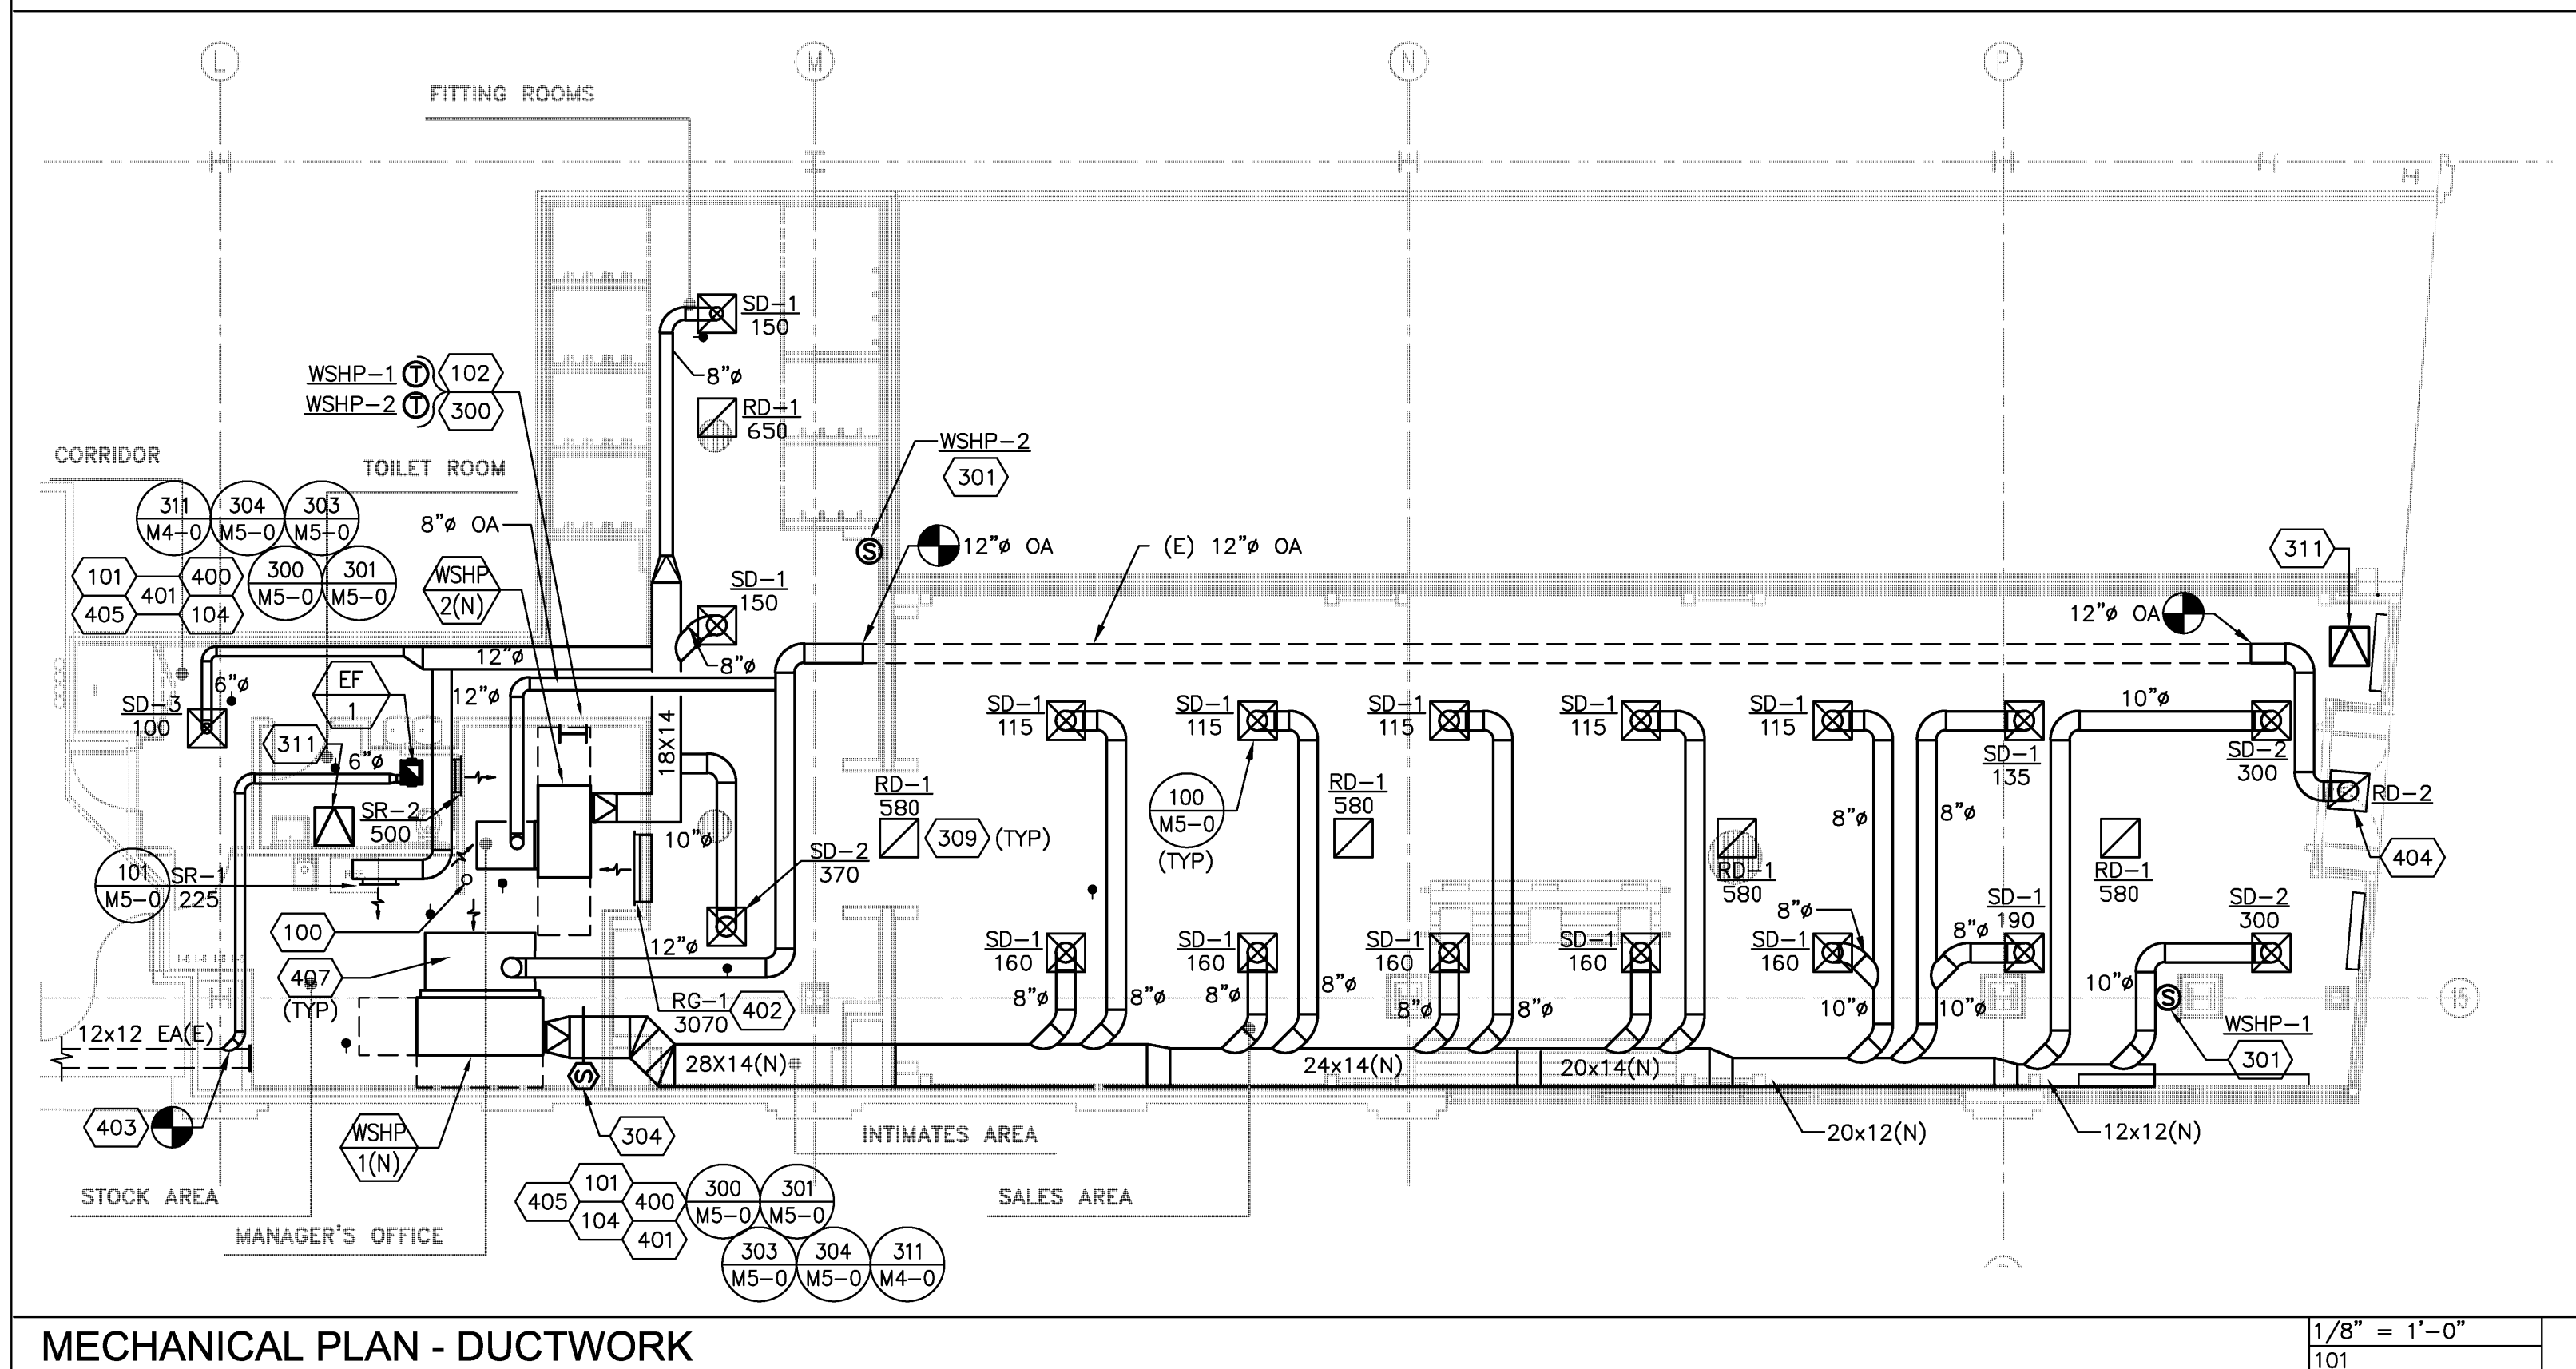 L
M
N
P
FITTING ROOMS
SD-1
150
8"ø
WSHP-1 T
102
WSHP-2 T
300
RD-1
650
WSHP-2
301
CORRIDOR
TOILET ROOM
311
M4-0
304
M5-0
303
M5-0
8"ø OA
12"ø OA
(E) 12"ø OA
S
311
101
400
401
405
104
300
M5-0
301
M5-0
WSHP
2(N)
SD-1
150
8"ø
12"ø OA
12"ø
6"ø
EF
1
12"ø
SD-3
100
311
6"ø
18X14
SD-1
115
SD-1
115
SD-1
115
SD-1
115
SD-1
115
10"ø
SD-1
135
SD-2
300
RD-2
SR-2
500
RD-1
580
309
(TYP)
100
M5-0
(TYP)
RD-1
580
8"ø
8"ø
10"ø
SD-2
370
RD-1
580
RD-1
580
404
101
M5-0
SR-1
225
REF
100
407
(TYP)
12"ø
SD-1
160
SD-1
160
SD-1
160
SD-1
160
SD-1
160
8"ø
SD-1
190
8"ø
SD-2
300
RG-1
3070
402
8"ø
8"ø
8"ø
8"ø
8"ø
8"ø
8"ø
8"ø
10"ø
10"ø
10"ø
S
15
12x12 EA(E)
28X14(N)
24x14(N)
20x14(N)
WSHP-1
301
S
403
WSHP
1(N)
304
INTIMATES AREA
20x12(N)
12x12(N)
STOCK AREA
SALES AREA
MANAGER'S OFFICE
405
101
104
400
401
300
M5-0
301
M5-0
303
M5-0
304
M5-0
311
M4-0
MECHANICAL PLAN - DUCTWORK
1/8" = 1'-0"
101